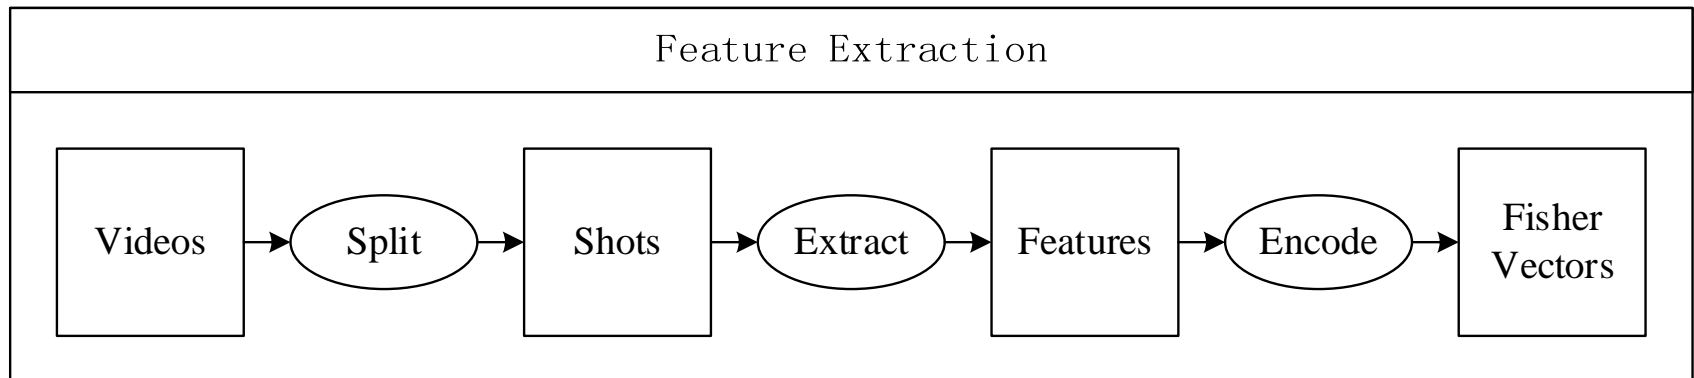 Feature Extraction
Videos
Split
Shots
Extract
Features
Encode
Fisher
Vectors